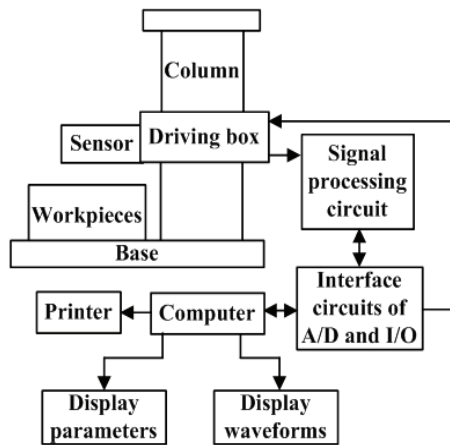 Column
Sensor
Driving box
Signal
processing
circuit
Workpieces
Base
Printer
Computer
Interface
circuits of
A/D and I/O
Display
parameters
Display
waveforms